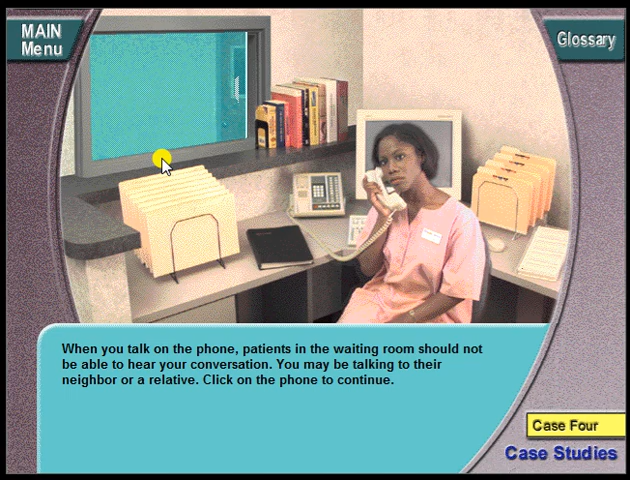 MAIN
Menu
Glossary
When you talk on the phone, patients in the waiting room should not
be able to hear your conversation. You may be talking to their
neighbor or a relative. Click on the phone to continue.
Case Four
Case Studies